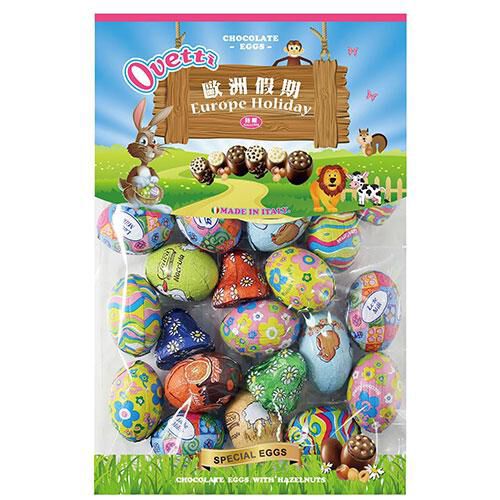 CHOCOLATE
- EGGS -
Ovetti
歐洲假期
Europe Holiday
MADE IN ITALY
SPECIAL EGGS
CHOCOLATE EGGS WITH HAZELNUTS